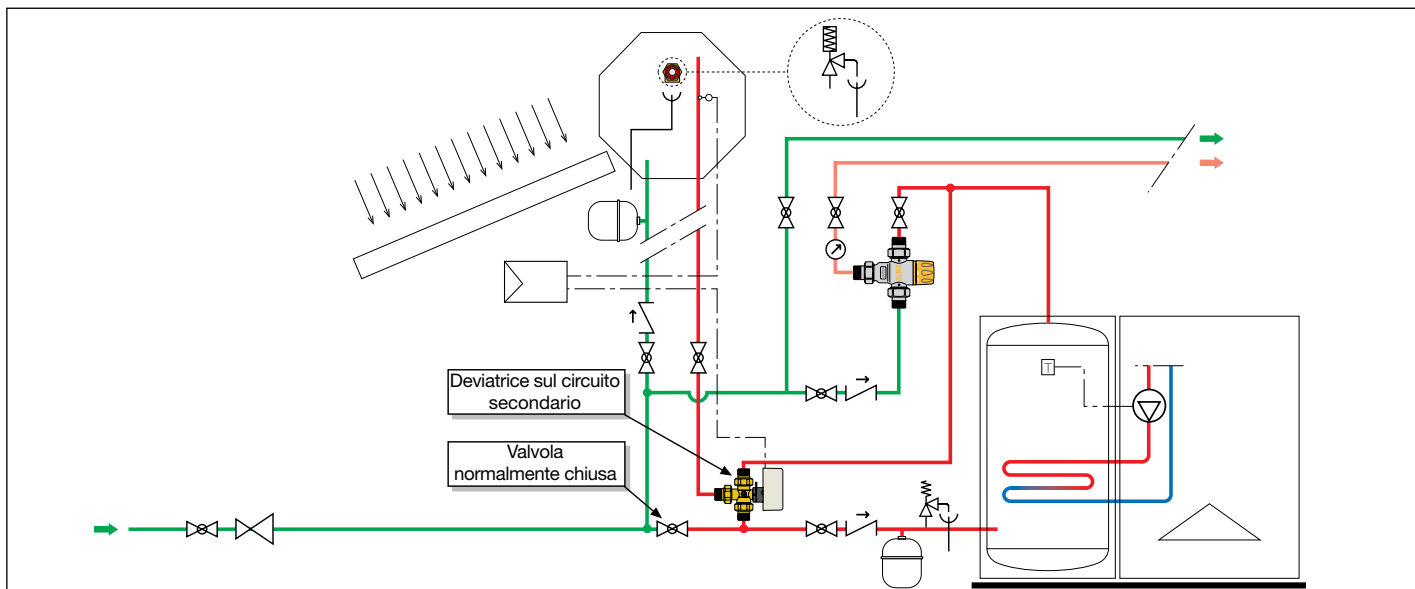 Deviatrice sul circuito
secondario
Valvola
normalmente chiusa
T